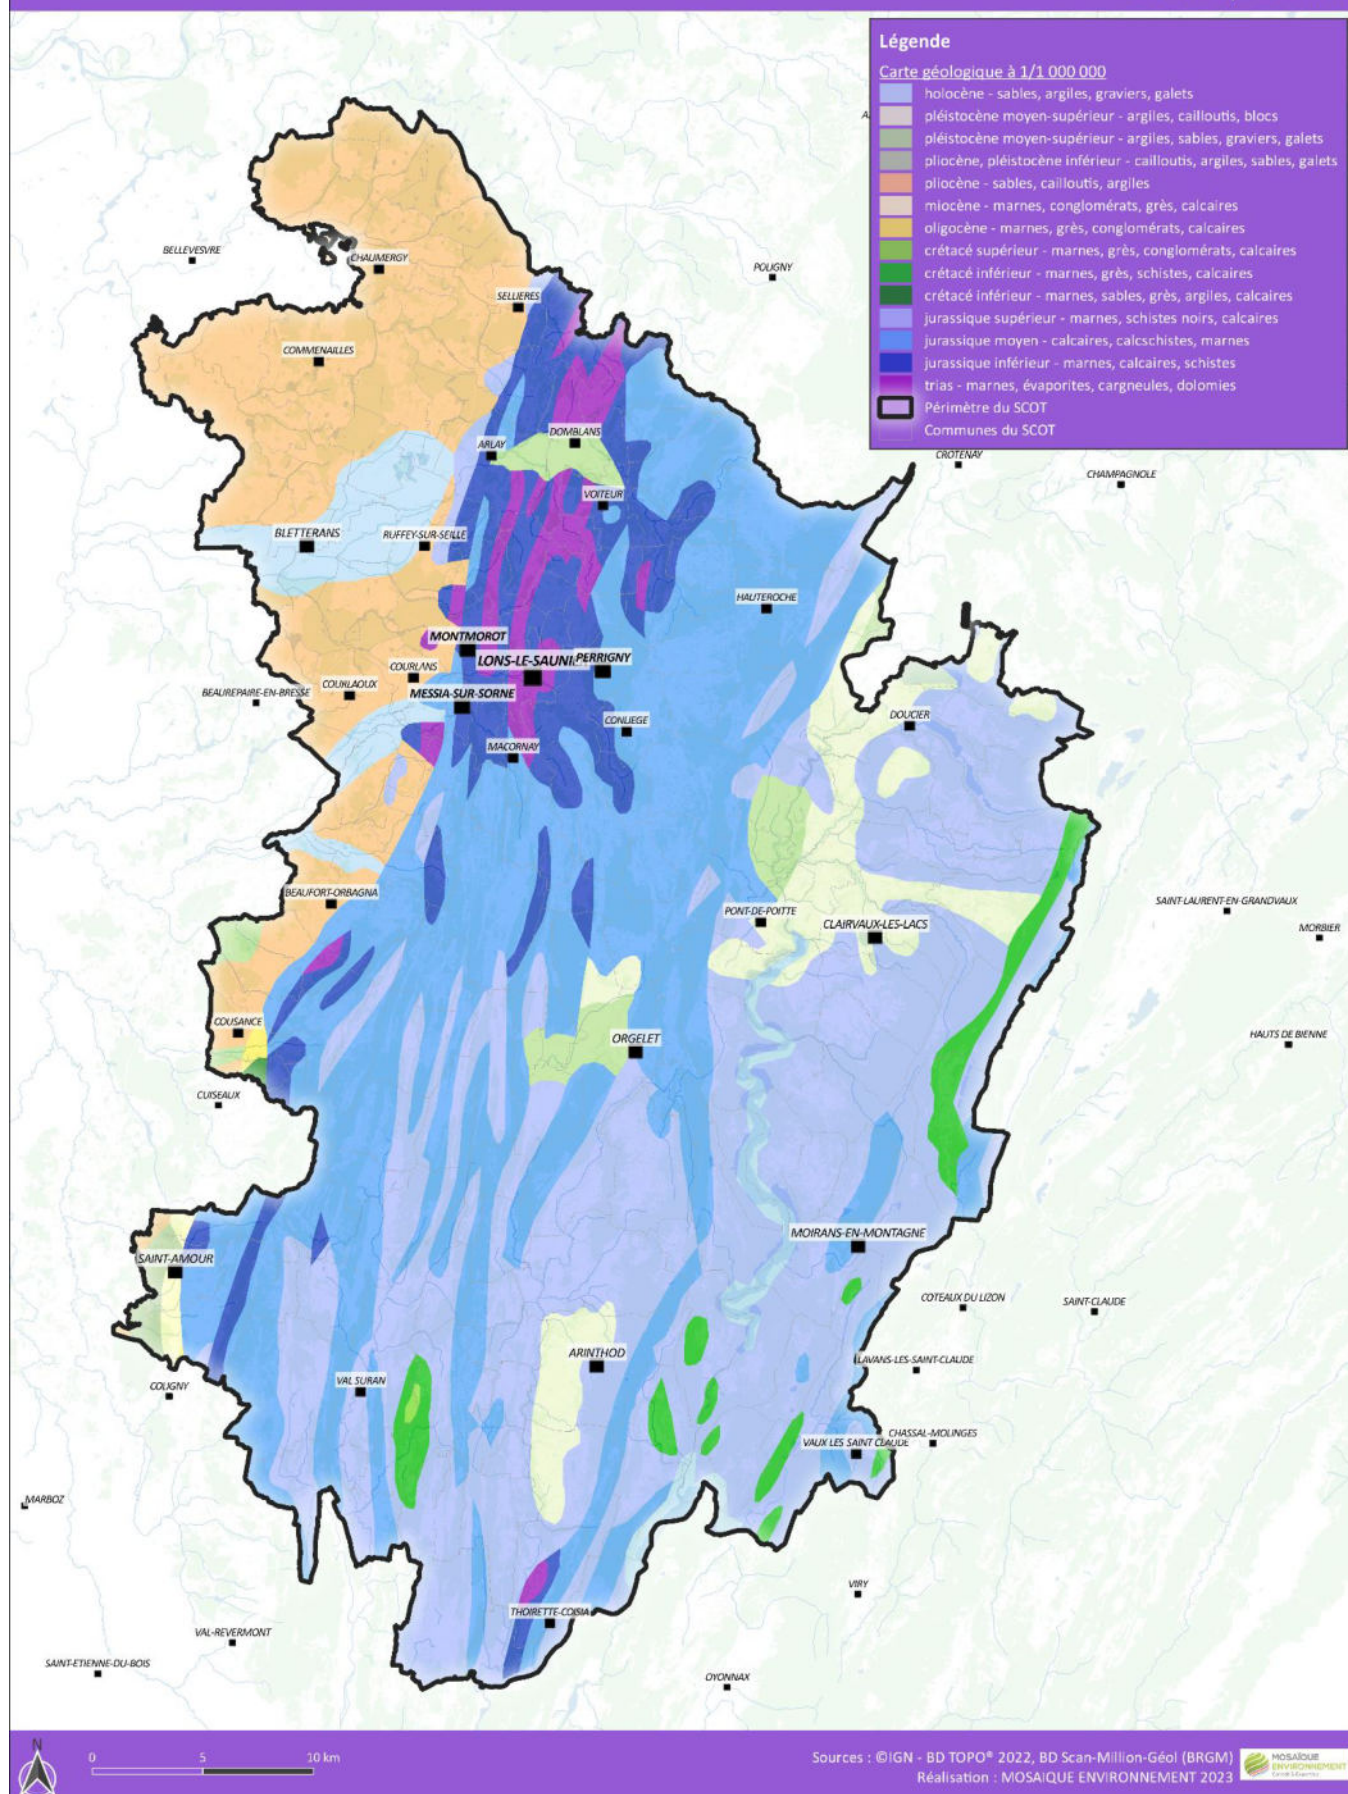 Légende
Carte géologique à 1/1 000 000
holocène - sables, argiles, graviers, galets
pléistocène moyen-supérieur - argiles, cailloutis, blocs
pléistocène moyen-supérieur - argiles, sables, graviers, galets
pliocène, pléistocène inférieur - cailloutis, argiles, sables, galets
pliocène - sables, cailloutis, argiles
miocène - marnes, conglomérats, grès, calcaires
oligocène - marnes, grès, conglomérats, calcaires
crétacé supérieur - marnes, grès, conglomérats, calcaires
crétacé inférieur - marnes, grès, schistes, calcaires
crétacé inférieur - marnes, sables, grès, argiles, calcaires
jurassique supérieur - marnes, schistes noirs, calcaires
jurassique moyen - calcaires, calcschistes, marnes
jurassique inférieur - marnes, calcaires, schistes
trias - marnes, évaporites, cargneules, dolomies
Périmètre du SCOT
Communes du SCOT
BELLEVESVRE
CHAUMERGY
POLIGNY
SELLIERES
COMMENAILLES
DOMBLANS
ARLAY
CROTENAY
CHAMPAGNOLE
VOITEUR
BLETTERANS
RUFFEY-SUR-SEILLE
HAUTEROCHE
MONTMOROT
LONS-LE-SAUNI
PERRIGNY
COURLANS
COURLAOUX
BEAUREPAIRE-EN-BRESSE
MESSIA-SUR-SORNE
CONLIEGE
DOUCIER
MACORNAY
BEAUFORT-ORBAGNA
PONT-DE-POITTE
CLAIRVAUX-LES-LACS
SAINT-LAURENT-EN-GRANDVAUX
MORBIER
COUSANCE
ORGELET
HAUTS DE BIENNE
CUISEAUX
MOIRANS-EN-MONTAGNE
SAINT-AMOUR
COTEAUX DU LIZON
SAINT-CLAUDE
ARINTHOD
LAVANS-LES-SAINT-CLAUDE
COLIGNY
VAL SURAN
CHASSAL-MOLINGES
VAUX LES SAINT CLAUDE
MARBOZ
VIRY
THOIRETTE-COISIA
VAL-REVERMONT
SAINT-ETIENNE-DU-BOIS
OYONNAX
N
0 5 10 km
Sources : ©IGN - BD TOPO® 2022, BD Scan-Million-Géol (BRGM)
Réalisation : MOSAIQUE ENVIRONNEMENT 2023
MOSAÏQUE
ENVIRONNEMENT